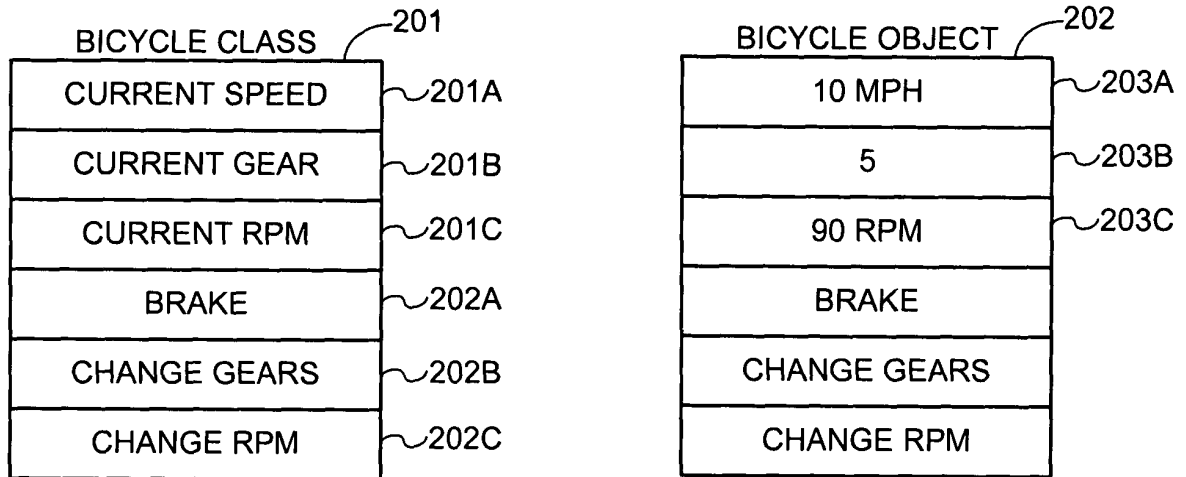 BICYCLE CLASS
201
CURRENT SPEED
201A
CURRENT GEAR
201B
CURRENT RPM
201C
BRAKE
202A
CHANGE GEARS
202B
CHANGE RPM
202C
BICYCLE OBJECT
202
10 MPH
203A
5
203B
90 RPM
203C
BRAKE
CHANGE GEARS
CHANGE RPM